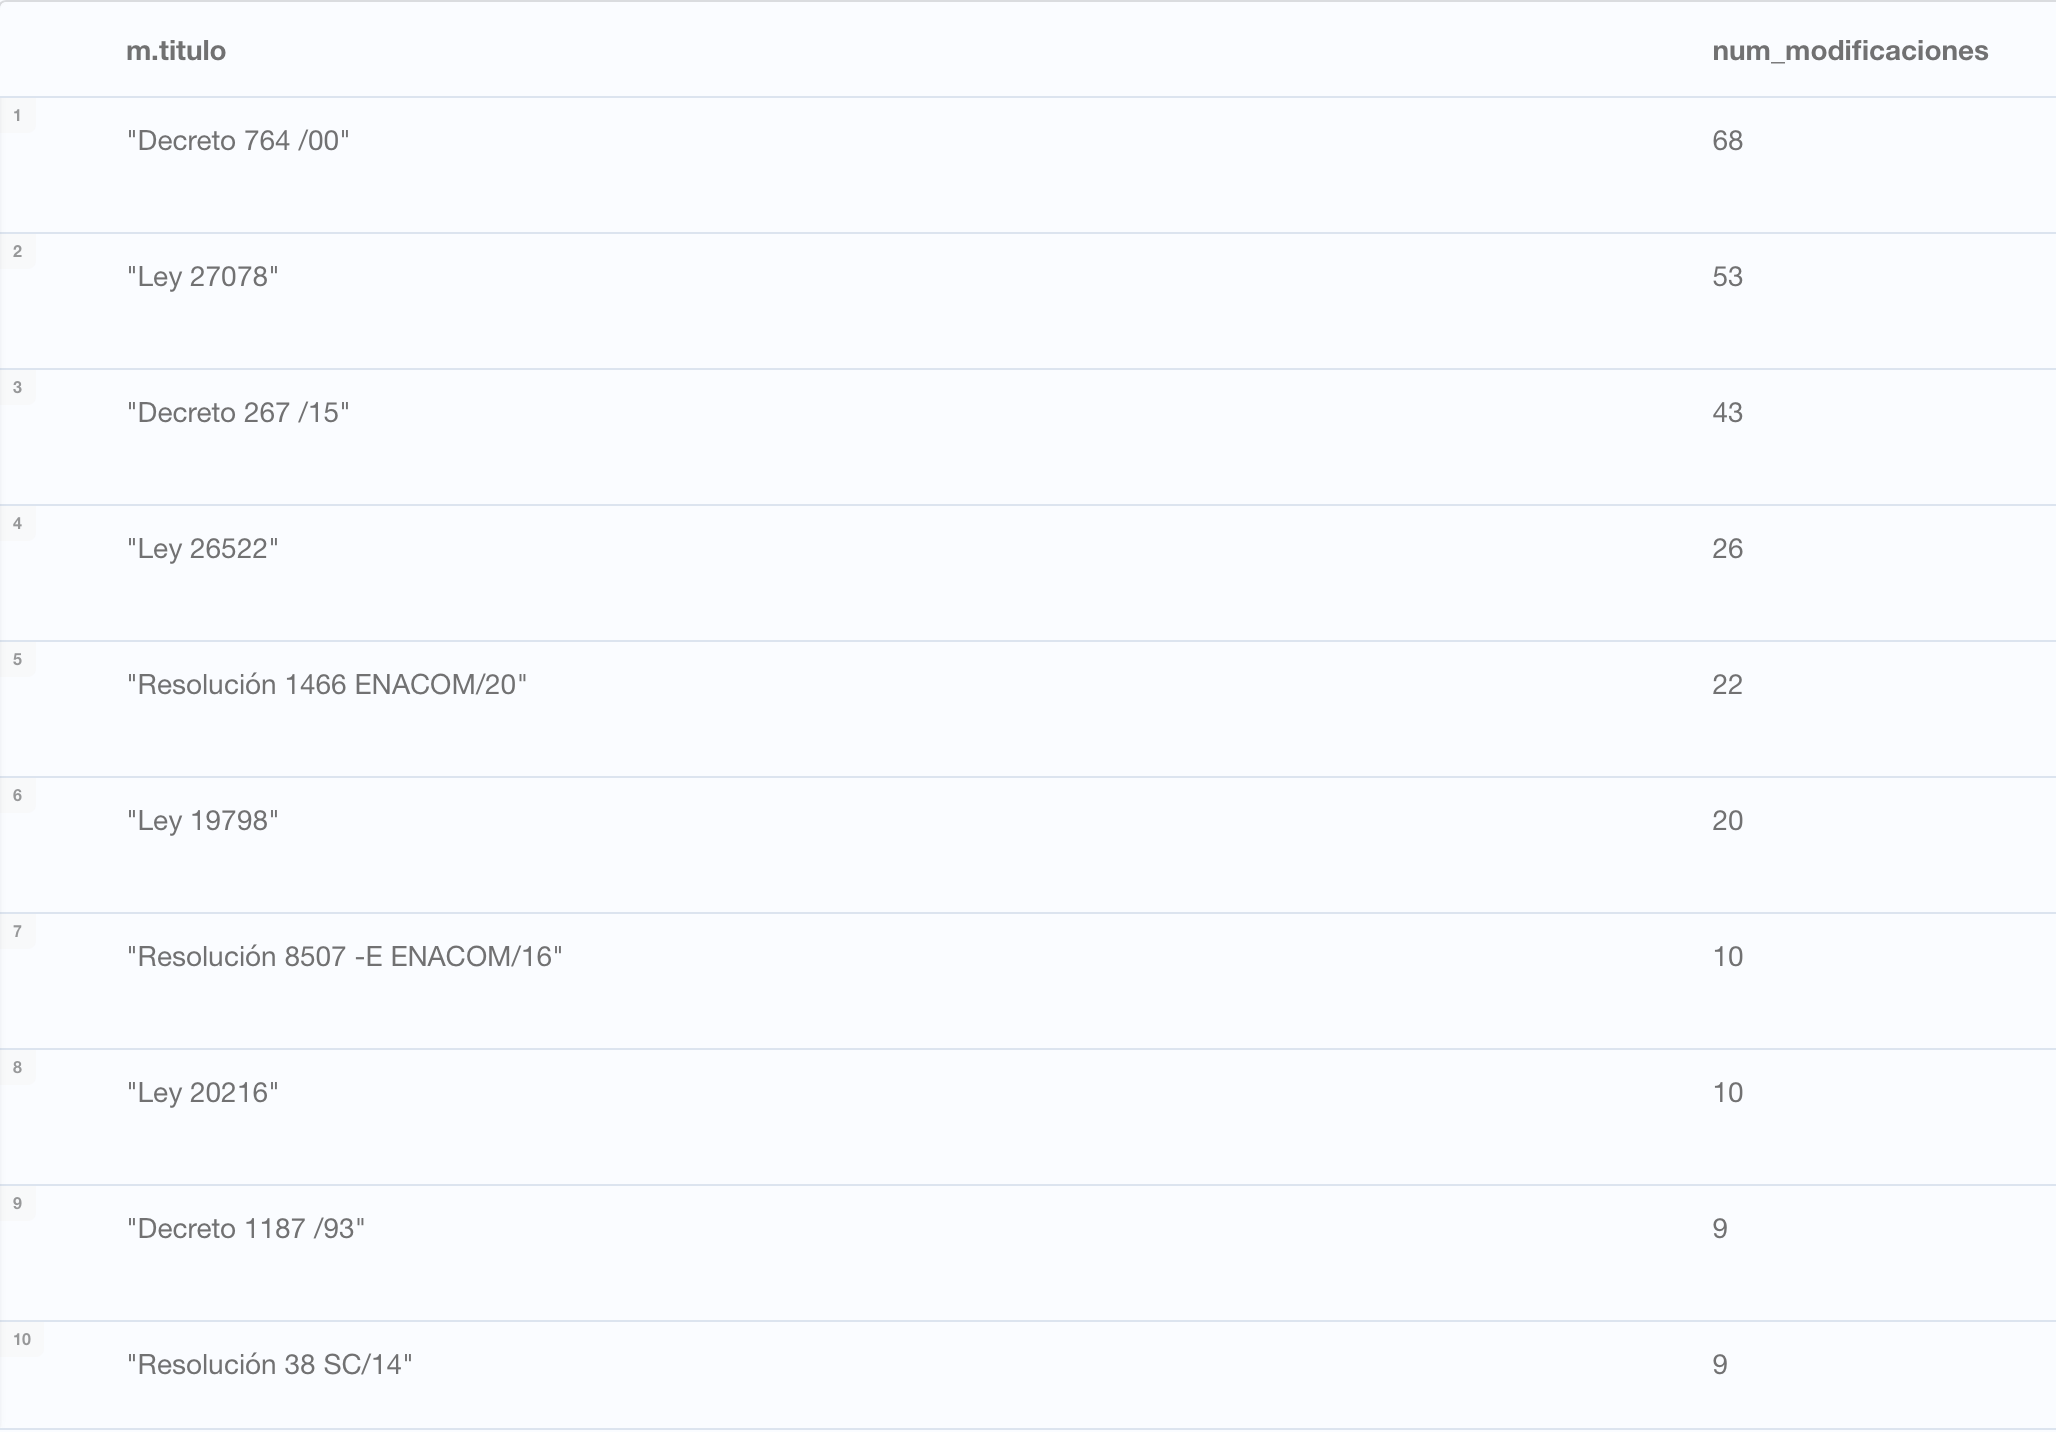 m.titulo num_modificaciones
1
"Decreto 764 /00" 68
2
"Ley 27078" 53
3
"Decreto 267 /15" 43
4
"Ley 26522" 26
5
"Resolución 1466 ENACOM/20" 22
6
"Ley 19798" 20
7
"Resolución 8507 -E ENACOM/16" 10
8
"Ley 20216" 10
9
"Decreto 1187 /93" 9
10
"Resolución 38 SC/14" 9